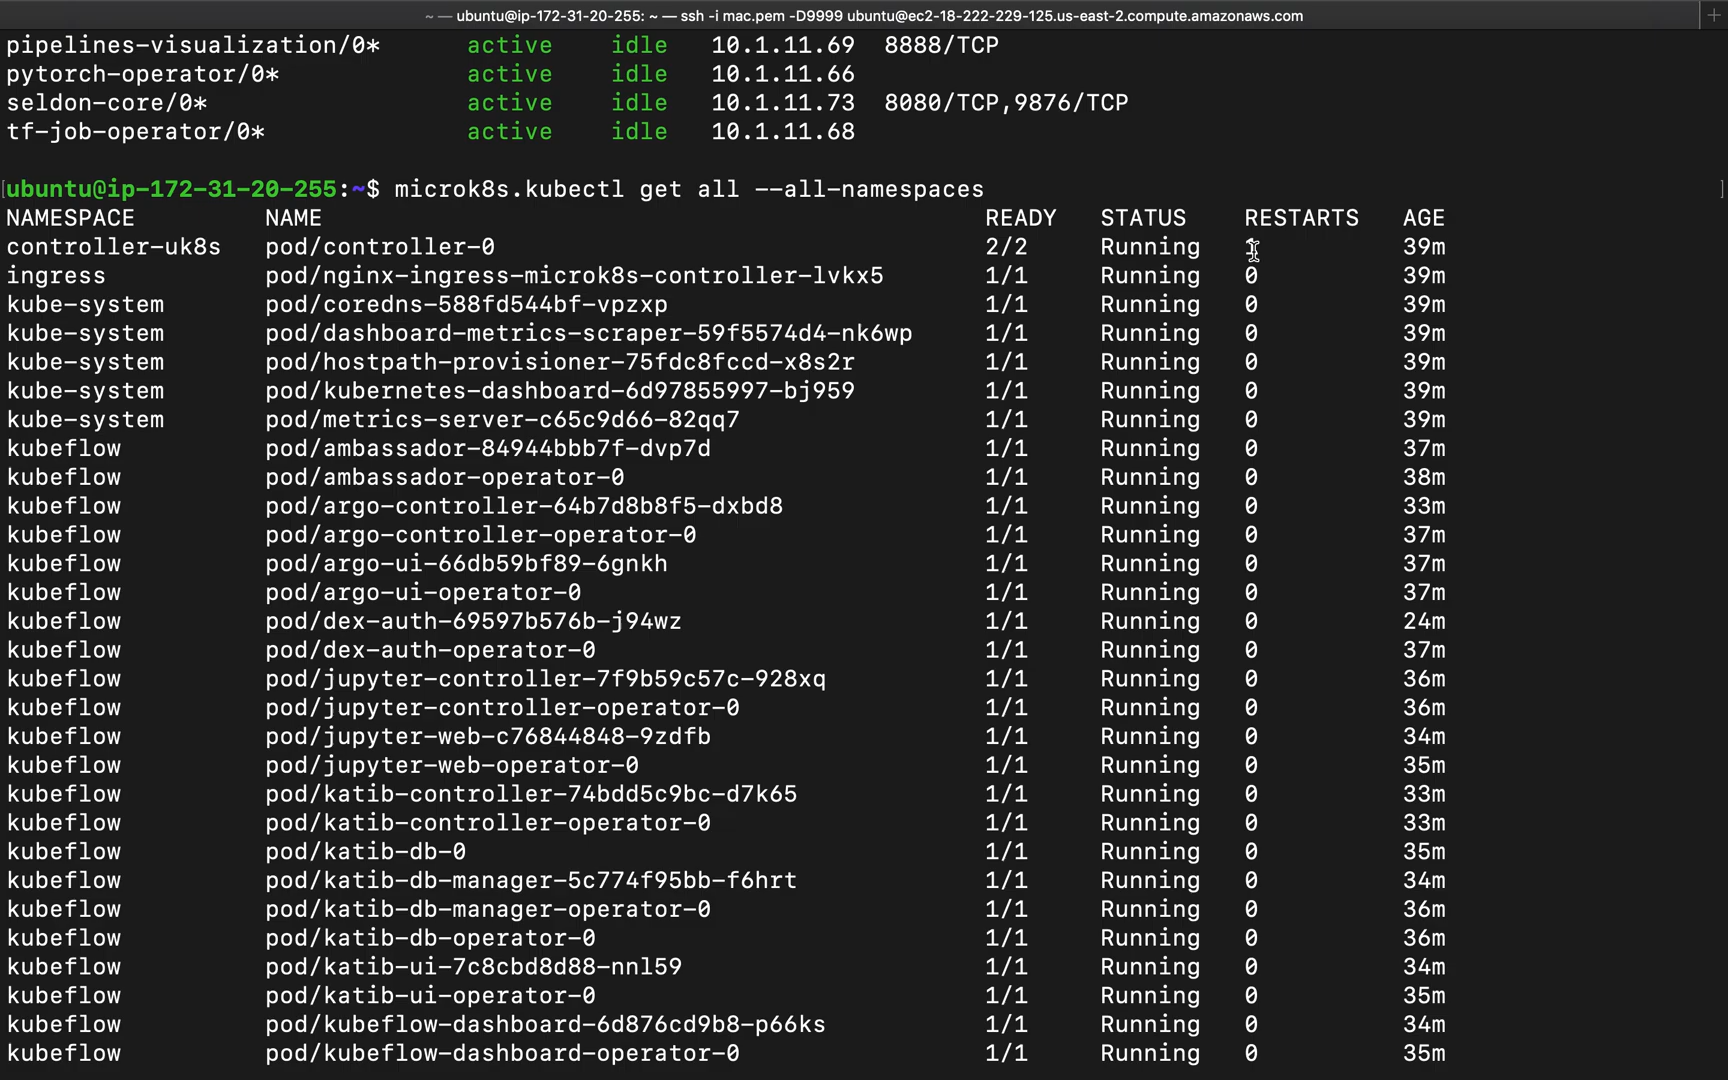 ~ — ubuntu@ip-172-31-20-255: ~ — ssh -i mac.pem -D9999 ubuntu@ec2-18-222-229-125.us-east-2.compute.amazonaws.com
pipelines-visualization/0* active idle 10.1.11.69 8888/TCP
pytorch-operator/0* active idle 10.1.11.66
seldon-core/0* active idle 10.1.11.73 8080/TCP,9876/TCP
tf-job-operator/0* active idle 10.1.11.68
[ubuntu@ip-172-31-20-255:~$ microk8s.kubectl get all --all-namespaces ]
NAMESPACE NAME READY STATUS RESTARTS AGE
controller-uk8s pod/controller-0 2/2 Running 39m
ingress pod/nginx-ingress-microk8s-controller-lvkx5 1/1 Running 0 39m
kube-system pod/coredns-588fd544bf-vpzxp 1/1 Running 0 39m
kube-system pod/dashboard-metrics-scraper-59f5574d4-nk6wp 1/1 Running 0 39m
kube-system pod/hostpath-provisioner-75fdc8fccd-x8s2r 1/1 Running 0 39m
kube-system pod/kubernetes-dashboard-6d97855997-bj959 1/1 Running 0 39m
kube-system pod/metrics-server-c65c9d66-82qq7 1/1 Running 0 39m
kubeflow pod/ambassador-84944bbb7f-dvp7d 1/1 Running 0 37m
kubeflow pod/ambassador-operator-0 1/1 Running 0 38m
kubeflow pod/argo-controller-64b7d8b8f5-dxbd8 1/1 Running 0 33m
kubeflow pod/argo-controller-operator-0 1/1 Running 0 37m
kubeflow pod/argo-ui-66db59bf89-6gnkh 1/1 Running 0 37m
kubeflow pod/argo-ui-operator-0 1/1 Running 0 37m
kubeflow pod/dex-auth-69597b576b-j94wz 1/1 Running 0 24m
kubeflow pod/dex-auth-operator-0 1/1 Running 0 37m
kubeflow pod/jupyter-controller-7f9b59c57c-928xq 1/1 Running 0 36m
kubeflow pod/jupyter-controller-operator-0 1/1 Running 0 36m
kubeflow pod/jupyter-web-c76844848-9zdfb 1/1 Running 0 34m
kubeflow pod/jupyter-web-operator-0 1/1 Running 0 35m
kubeflow pod/katib-controller-74bdd5c9bc-d7k65 1/1 Running 0 33m
kubeflow pod/katib-controller-operator-0 1/1 Running 0 33m
kubeflow pod/katib-db-0 1/1 Running 0 35m
kubeflow pod/katib-db-manager-5c774f95bb-f6hrt 1/1 Running 0 34m
kubeflow pod/katib-db-manager-operator-0 1/1 Running 0 36m
kubeflow pod/katib-db-operator-0 1/1 Running 0 36m
kubeflow pod/katib-ui-7c8cbd8d88-nnl59 1/1 Running 0 34m
kubeflow pod/katib-ui-operator-0 1/1 Running 0 35m
kubeflow pod/kubeflow-dashboard-6d876cd9b8-p66ks 1/1 Running 0 34m
kubeflow pod/kubeflow-dashboard-operator-0 1/1 Running 0 35m